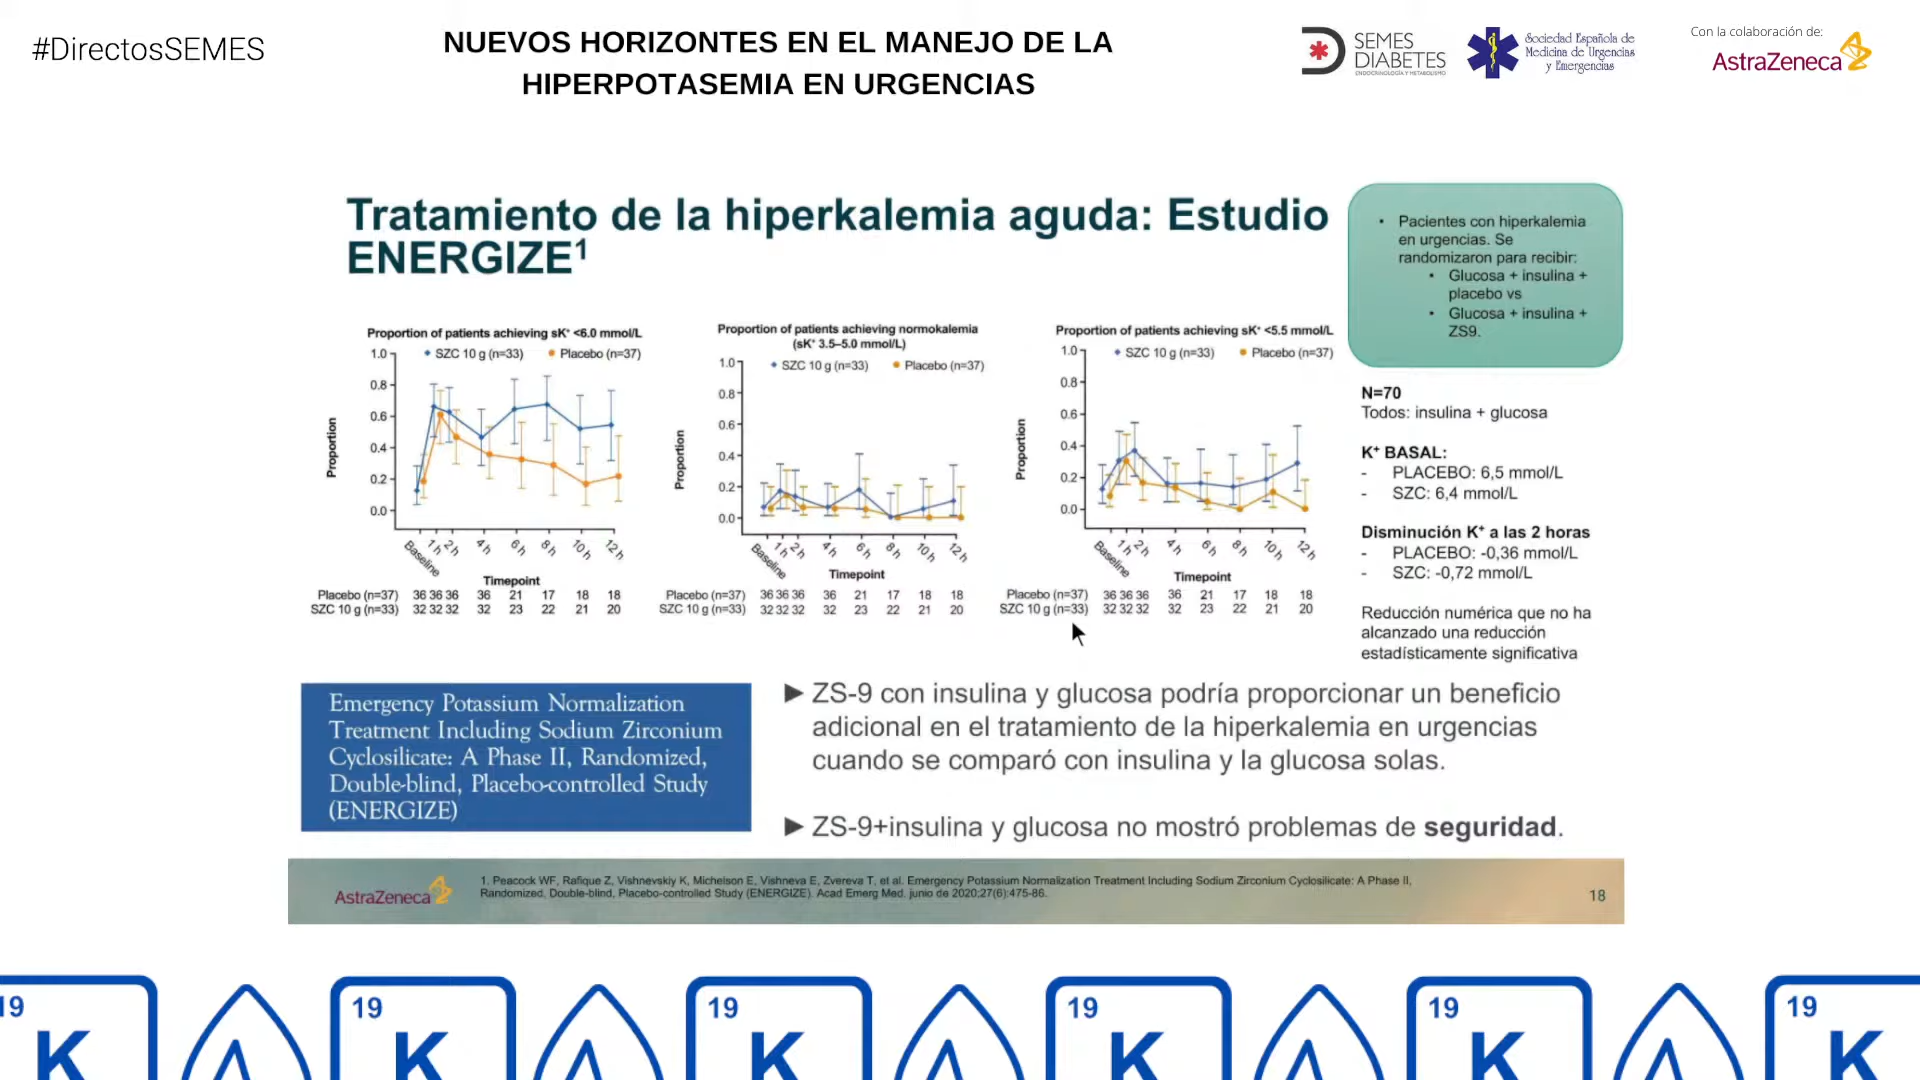 #DirectosSEMES
NUEVOS HORIZONTES EN EL MANEJO DE LA
HIPERPOTASEMIA EN URGENCIAS
SEMES
DIABETES
ENDOCRINOLOGÍA Y METABOLISMO
Sociedad Española de
Medicina de Urgencias
y Emergencias
Con la colaboración de:
AstraZeneca
Tratamiento de la hiperkalemia aguda: Estudio
ENERGIZE¹
• Pacientes con hiperkalemia
en urgencias. Se
randomizaron para recibir:
• Glucosa + insulina +
placebo vs
• Glucosa + insulina +
ZS9.
Proportion of patients achieving sK⁺ <6.0 mmol/L
SZC 10 g (n=33) Placebo (n=37)
1.0
0.8
0.6
0.4
0.2
0.0
Proportion
Baseline 1 h 2 h 4 h 6 h 8 h 10 h 12 h
Timepoint
Placebo (n=37) 36 36 36 36 21 17 18 18
SZC 10 g (n=33) 32 32 32 32 23 22 21 20
Proportion of patients achieving normokalemia
(sK⁺ 3.5–5.0 mmol/L)
SZC 10 g (n=33) Placebo (n=37)
1.0
0.8
0.6
0.4
0.2
0.0
Proportion
Baseline 1 h 2 h 4 h 6 h 8 h 10 h 12 h
Timepoint
Placebo (n=37) 36 36 36 36 21 17 18 18
SZC 10 g (n=33) 32 32 32 32 23 22 21 20
Proportion of patients achieving sK⁺ <5.5 mmol/L
SZC 10 g (n=33) Placebo (n=37)
1.0
0.8
0.6
0.4
0.2
0.0
Proportion
Baseline 1 h 2 h 4 h 6 h 8 h 10 h 12 h
Timepoint
Placebo (n=37) 36 36 36 36 21 17 18 18
SZC 10 g (n=33) 32 32 32 32 23 22 21 20
N=70
Todos: insulina + glucosa
K⁺ BASAL:
- PLACEBO: 6,5 mmol/L
- SZC: 6,4 mmol/L
Disminución K⁺ a las 2 horas
- PLACEBO: -0,36 mmol/L
- SZC: -0,72 mmol/L
Reducción numérica que no ha
alcanzado una reducción
estadísticamente significativa
Emergency Potassium Normalization
Treatment Including Sodium Zirconium
Cyclosilicate: A Phase II, Randomized,
Double-blind, Placebo-controlled Study
(ENERGIZE)
► ZS-9 con insulina y glucosa podría proporcionar un beneficio
adicional en el tratamiento de la hiperkalemia en urgencias
cuando se comparó con insulina y la glucosa solas.
► ZS-9+insulina y glucosa no mostró problemas de seguridad.
AstraZeneca
1. Peacock WF, Rafique Z, Vishnevskiy K, Michelson E, Vishneva E, Zvereva T, et al. Emergency Potassium Normalization Treatment Including Sodium Zirconium Cyclosilicate: A Phase II,
Randomized, Double-blind, Placebo-controlled Study (ENERGIZE). Acad Emerg Med. junio de 2020;27(6):475-86.
18
19 19 19 19 19 19
K K K K K K